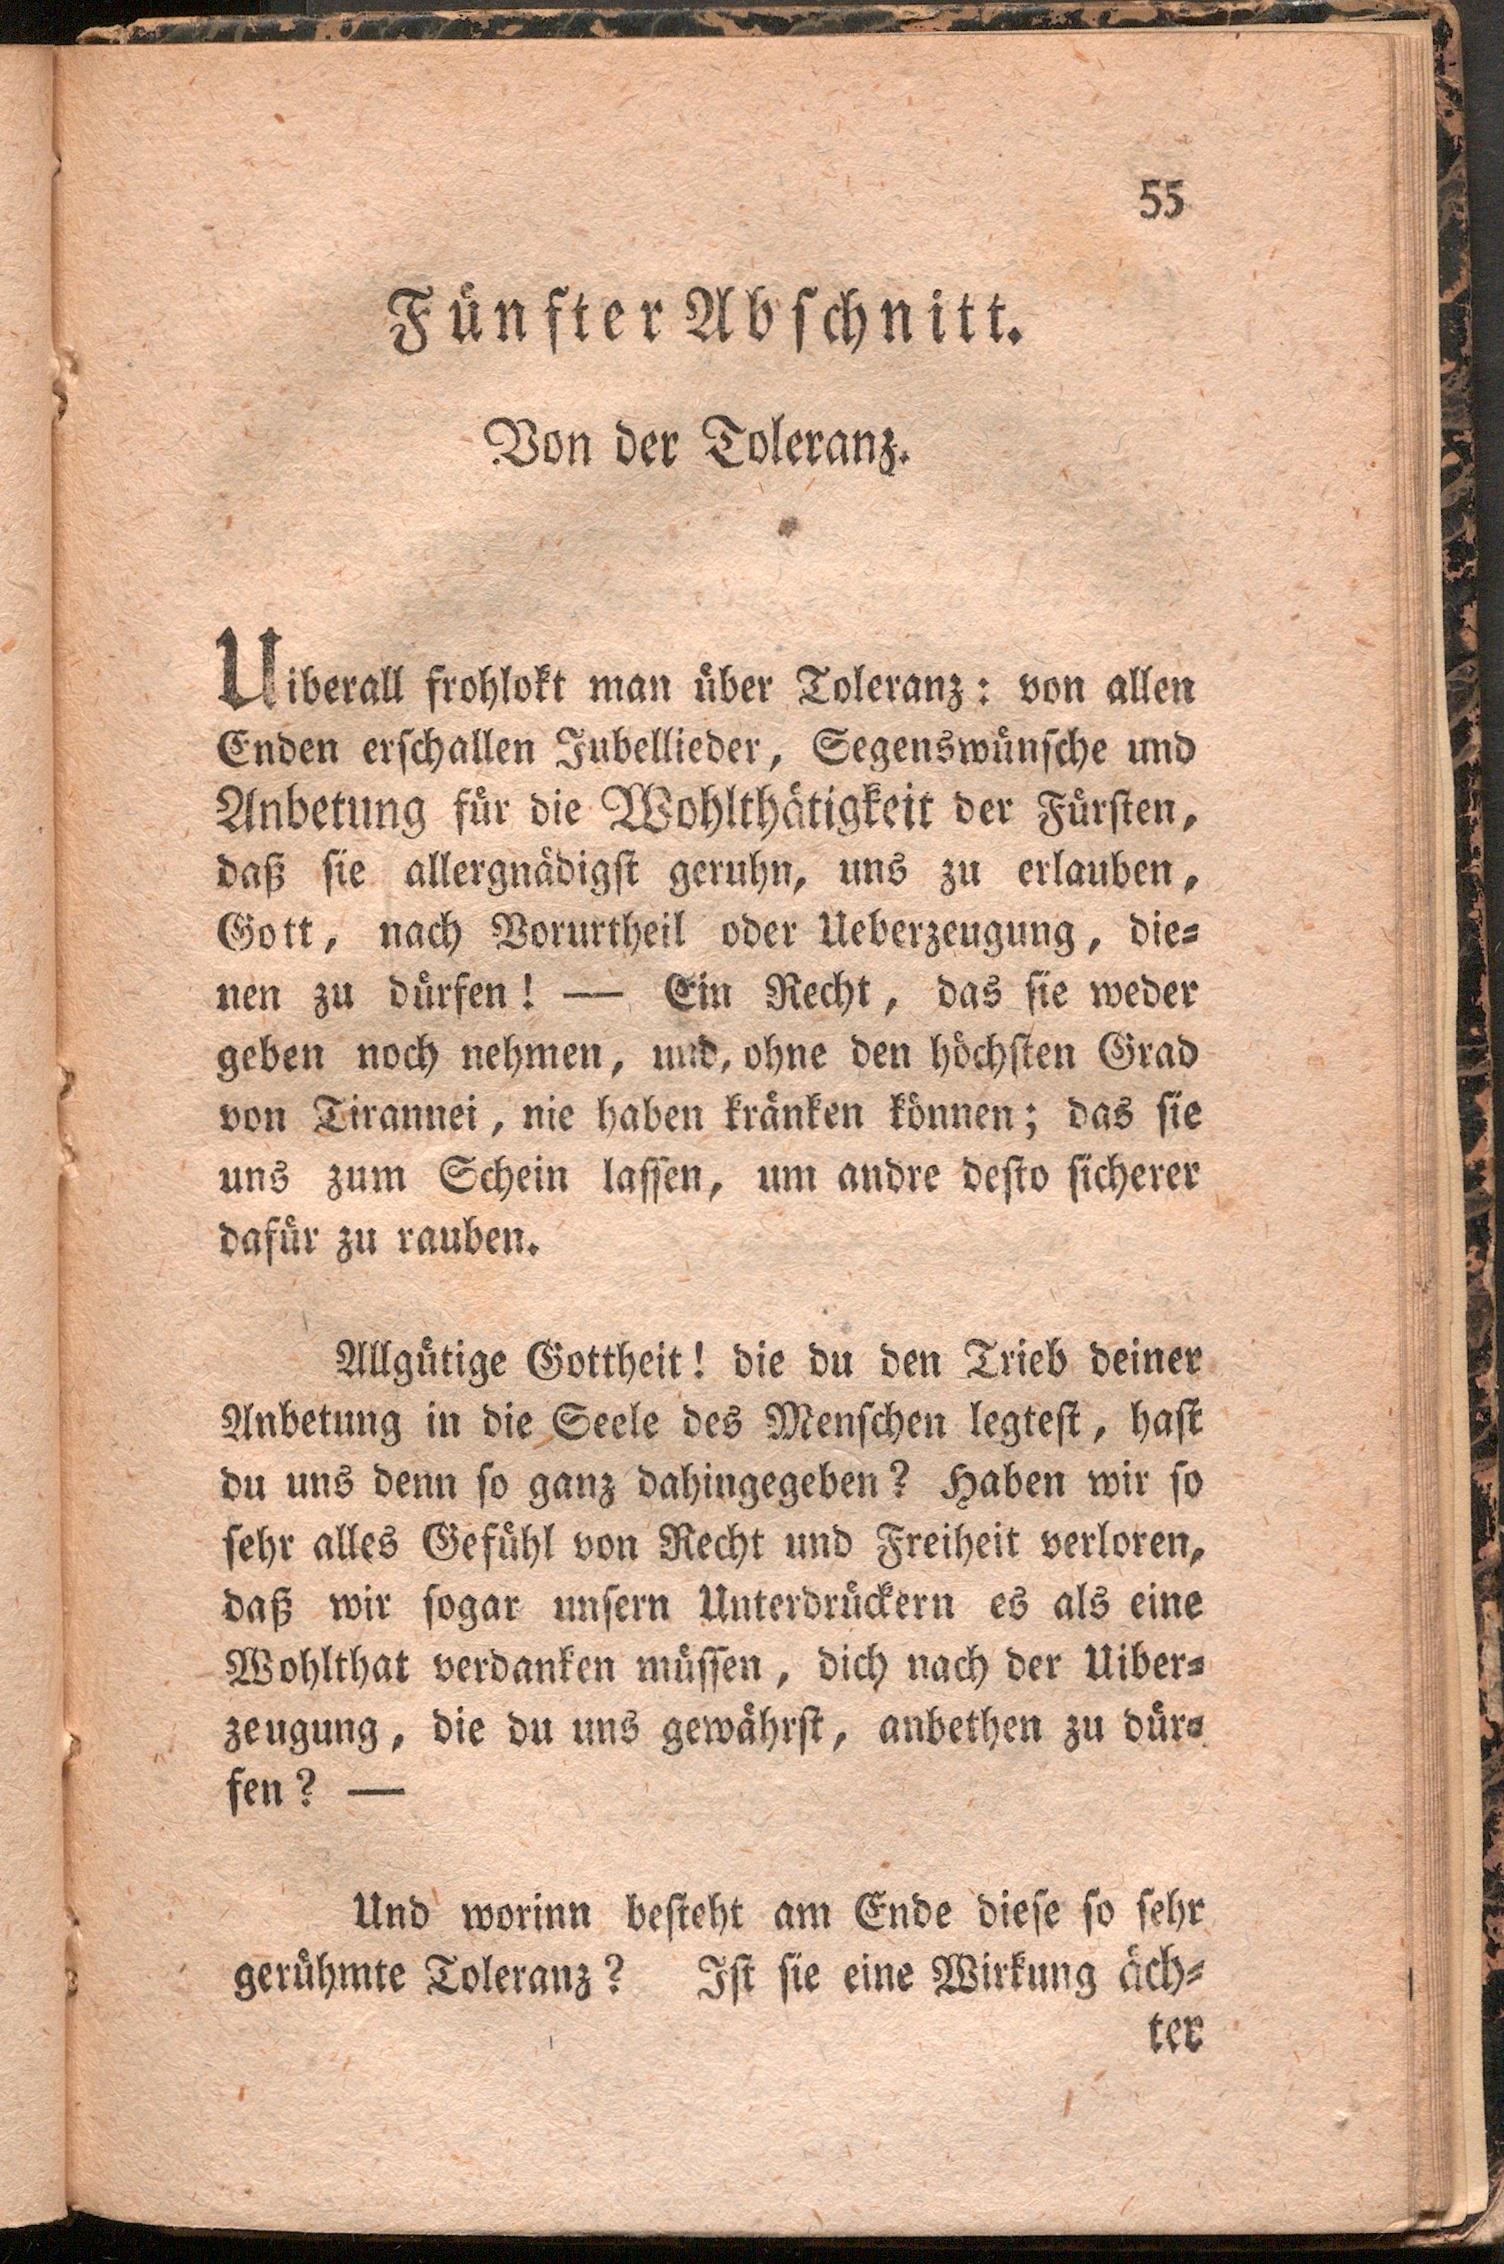 55
Fünfter Abschnitt.
Von der Toleranz.
Uiberall frohlokt man über Toleranz: von allen
Enden erschallen Jubellieder, Segenswünsche und
Anbetung für die Wohlthätigkeit der Fürsten,
daß sie allergnädigst geruhn, uns zu erlauben,
Gott, nach Vorurtheil oder Ueberzeugung, die-
nen zu dürfen! — Ein Recht, das sie weder
geben noch nehmen, und, ohne den höchsten Grad
von Tirannei, nie haben kränken können; das sie
uns zum Schein lassen, um andre desto sicherer
dafür zu rauben.
Allgütige Gottheit! die du den Trieb deiner
Anbetung in die Seele des Menschen legtest, hast
du uns denn so ganz dahingegeben? Haben wir so
sehr alles Gefühl von Recht und Freiheit verloren,
daß wir sogar unsern Unterdrückern es als eine
Wohlthat verdanken müssen, dich nach der Uiber-
zeugung, die du uns gewährst, anbethen zu dür-
fen? —
Und worinn besteht am Ende diese so sehr
gerühmte Toleranz? Ist sie eine Wirkung äch-
ter